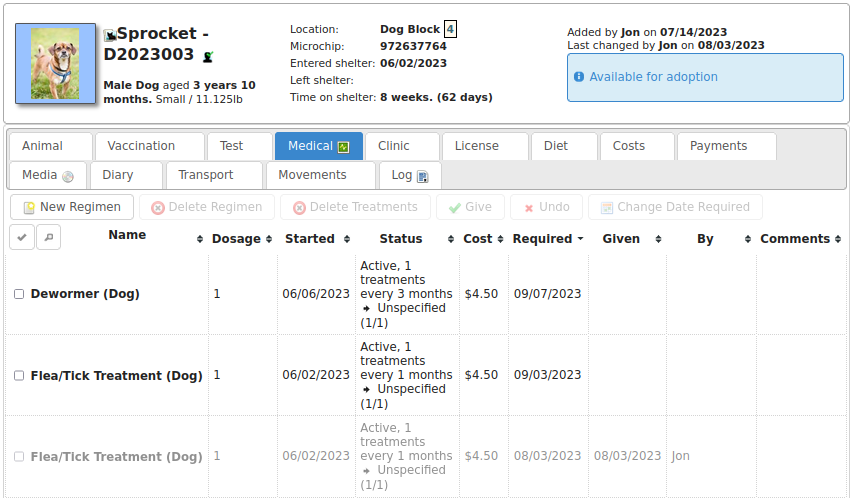 Sprocket -
D2023003
Male Dog aged 3 years 10
months. Small / 11.125lb
Location: Dog Block 4
Microchip: 972637764
Entered shelter: 06/02/2023
Left shelter:
Time on shelter: 8 weeks. (62 days)
Added by Jon on 07/14/2023
Last changed by Jon on 08/03/2023
Available for adoption
Animal Vaccination Test Medical Clinic License Diet Costs Payments
Media Diary Transport Movements Log
New Regimen Delete Regimen Delete Treatments Give Undo Change Date Required
Name Dosage Started Status Cost Required Given By Comments
Active, 1
treatments
every 3 months
Dewormer (Dog) 1 06/06/2023 $4.50 09/07/2023
Unspecified
(1/1)
Active, 1
treatments
every 1 months
Flea/Tick Treatment (Dog) 1 06/02/2023 $4.50 09/03/2023
Unspecified
(1/1)
Active, 1
treatments
every 1 months
Flea/Tick Treatment (Dog) 1 06/02/2023 $4.50 08/03/2023 08/03/2023 Jon
Unspecified
(1/1)